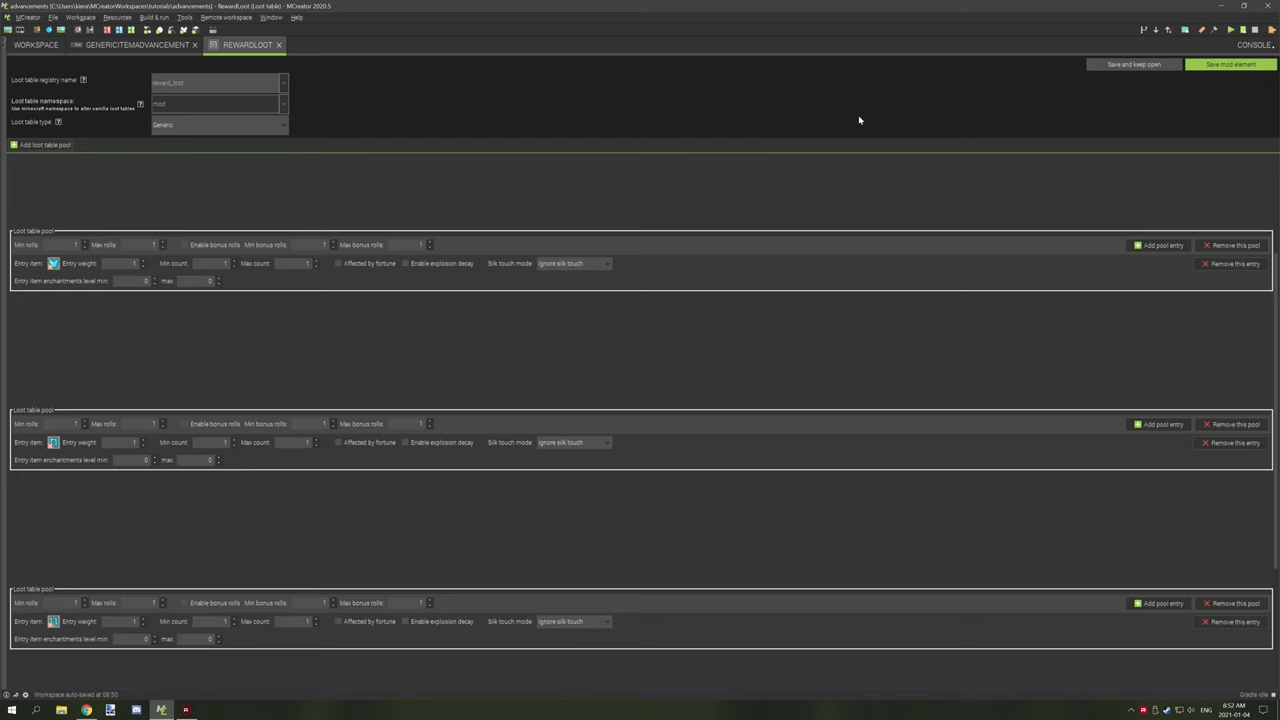 advancements [C:\Users\kiera\MCreatorWorkspaces\tutorials\advancements] - RewardLoot (Loot table) - MCreator 2020.5
MCreator File Workspace Resources Build & run Tools Remote workspace Window Help
WORKSPACE GENERICITEMADVANCEMENT REWARDLOOT CONSOLE
Save and keep open Save mod element
Loot table registry name: reward_loot
Loot table namespace: mod
Use minecraft namespace to alter vanilla loot tables
Loot table type: Generic
Add loot table pool
Loot table pool
Min rolls: 1 Max rolls: 1 Enable bonus rolls Min bonus rolls: 1 Max bonus rolls: 1 Add pool entry Remove this pool
Entry item: Entry weight: 1 Min count: 1 Max count: 1 Affected by fortune Enable explosion decay Silk touch mode: Ignore silk touch Remove this entry
Entry item enchantments level min: 0 max: 0
Loot table pool
Min rolls: 1 Max rolls: 1 Enable bonus rolls Min bonus rolls: 1 Max bonus rolls: 1 Add pool entry Remove this pool
Entry item: Entry weight: 1 Min count: 1 Max count: 1 Affected by fortune Enable explosion decay Silk touch mode: Ignore silk touch Remove this entry
Entry item enchantments level min: 0 max: 0
Loot table pool
Min rolls: 1 Max rolls: 1 Enable bonus rolls Min bonus rolls: 1 Max bonus rolls: 1 Add pool entry Remove this pool
Entry item: Entry weight: 1 Min count: 1 Max count: 1 Affected by fortune Enable explosion decay Silk touch mode: Ignore silk touch Remove this entry
Entry item enchantments level min: 0 max: 0
Workspace auto-saved at 08:50 Gradle idle
ENG 8:52 AM
2021-01-04